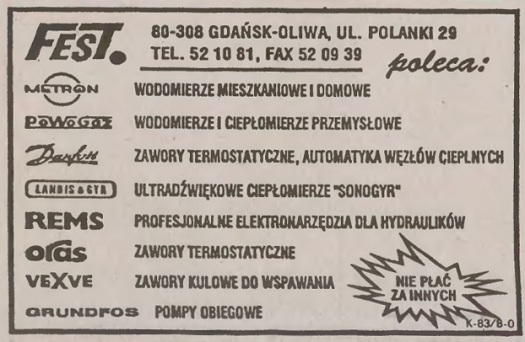 FEST.
80-308 GDAŃSK-OLIWA, UL. POLANKI 29
TEL. 52 10 81, FAX 52 09 39
poleca:
METRON WODOMIERZE MIESZKANIOWE I DOMOWE
PoWoGaz WODOMIERZE I CIEPŁOMIERZE PRZEMYSŁOWE
Danfoss ZAWORY TERMOSTATYCZNE, AUTOMATYKA WĘZŁÓW CIEPLNYCH
LANDIS & GYR ULTRADŹWIĘKOWE CIEPŁOMIERZE "SONOGYR"
REMS PROFESJONALNE ELEKTRONARZĘDZIA DLA HYDRAULIKÓW
oras ZAWORY TERMOSTATYCZNE
VEXVE ZAWORY KULOWE DO WSPAWANIA
GRUNDFOS POMPY OBIEGOWE
NIE PŁAĆ
ZA INNYCH
K-83/B-0